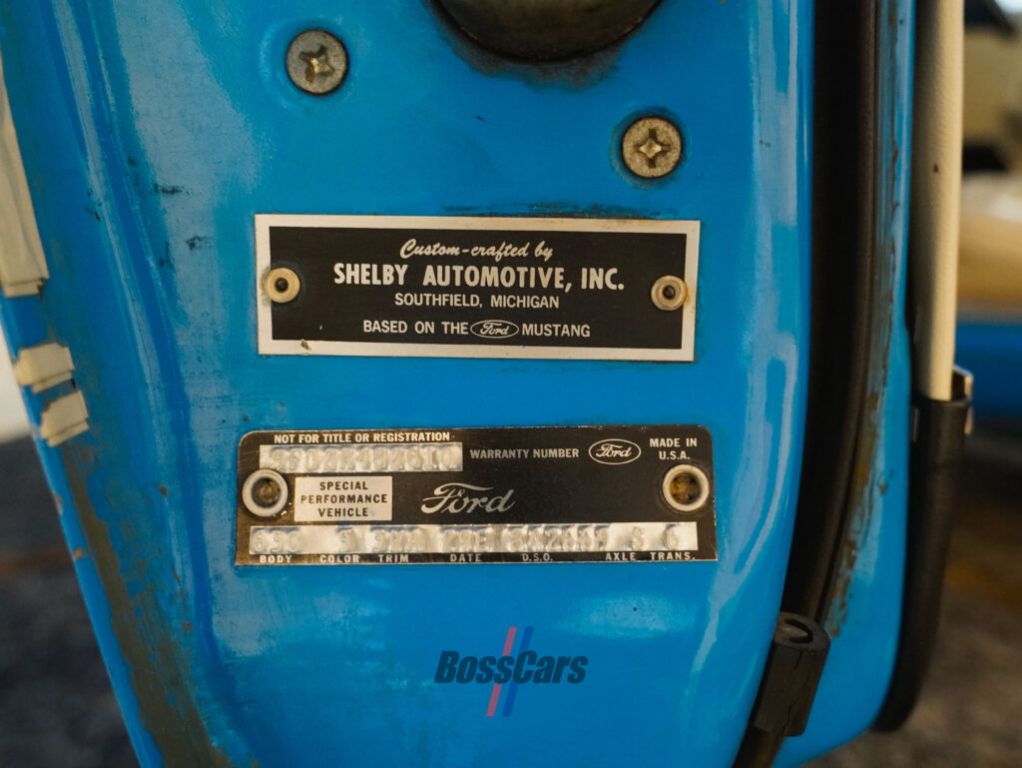 Custom-crafted by
SHELBY AUTOMOTIVE, INC.
SOUTHFIELD, MICHIGAN
BASED ON THE Ford MUSTANG
NOT FOR TITLE OR REGISTRATION
WARRANTY NUMBER Ford MADE IN U.S.A.
SPECIAL PERFORMANCE VEHICLE
Ford
BODY COLOR TRIM DATE D.S.O. AXLE TRANS.
BossCars